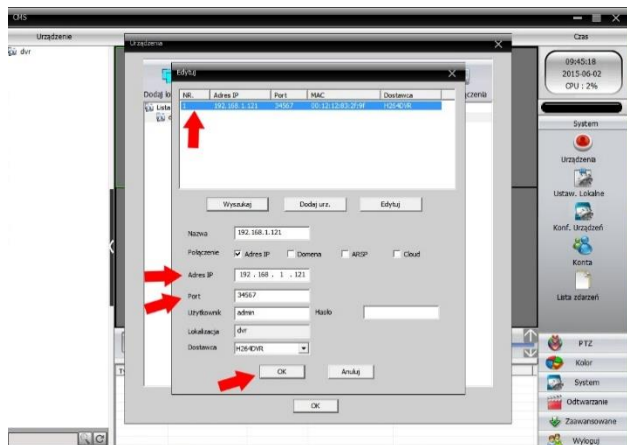 CMS
Urządzenie
Czas
dvr
Urządzenia
09:45:18
2015-06-02
CPU : 2%
Edytuj
Dodaj lo
Lista
NR. Adres IP Port MAC Dostawca
1 192.168.1.121 34567 00:12:12:83:2f:9f H264DVR
System
Urządzenia
Ustaw. Lokalne
Wyszukaj Dodaj urz. Edytuj
Konf. Urządzeń
Nazwa 192.168.1.121
Połączenie Adres IP Domena ARSP Cloud
Konta
Adres IP 192 . 168 . 1 . 121
Port 34567
Lista zdarzeń
Użytkownik admin Hasło
Lokalizacja dvr
Dostawca H264DVR
PTZ
OK Anuluj
Kolor
System
OK
Odtwarzanie
Zaawansowane
Wyloguj